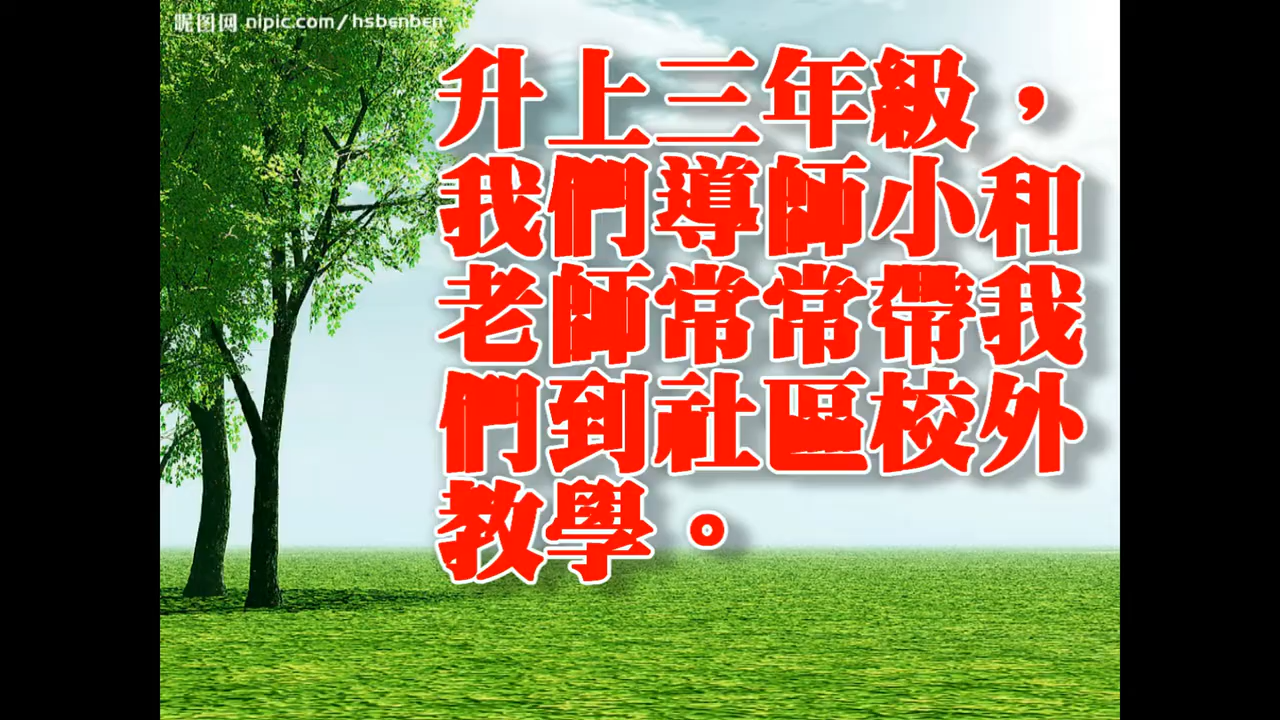 昵图网 nipic.com/hsbenben
升上三年級，
我們導師小和
老師常常帶我
們到社區校外
教學。